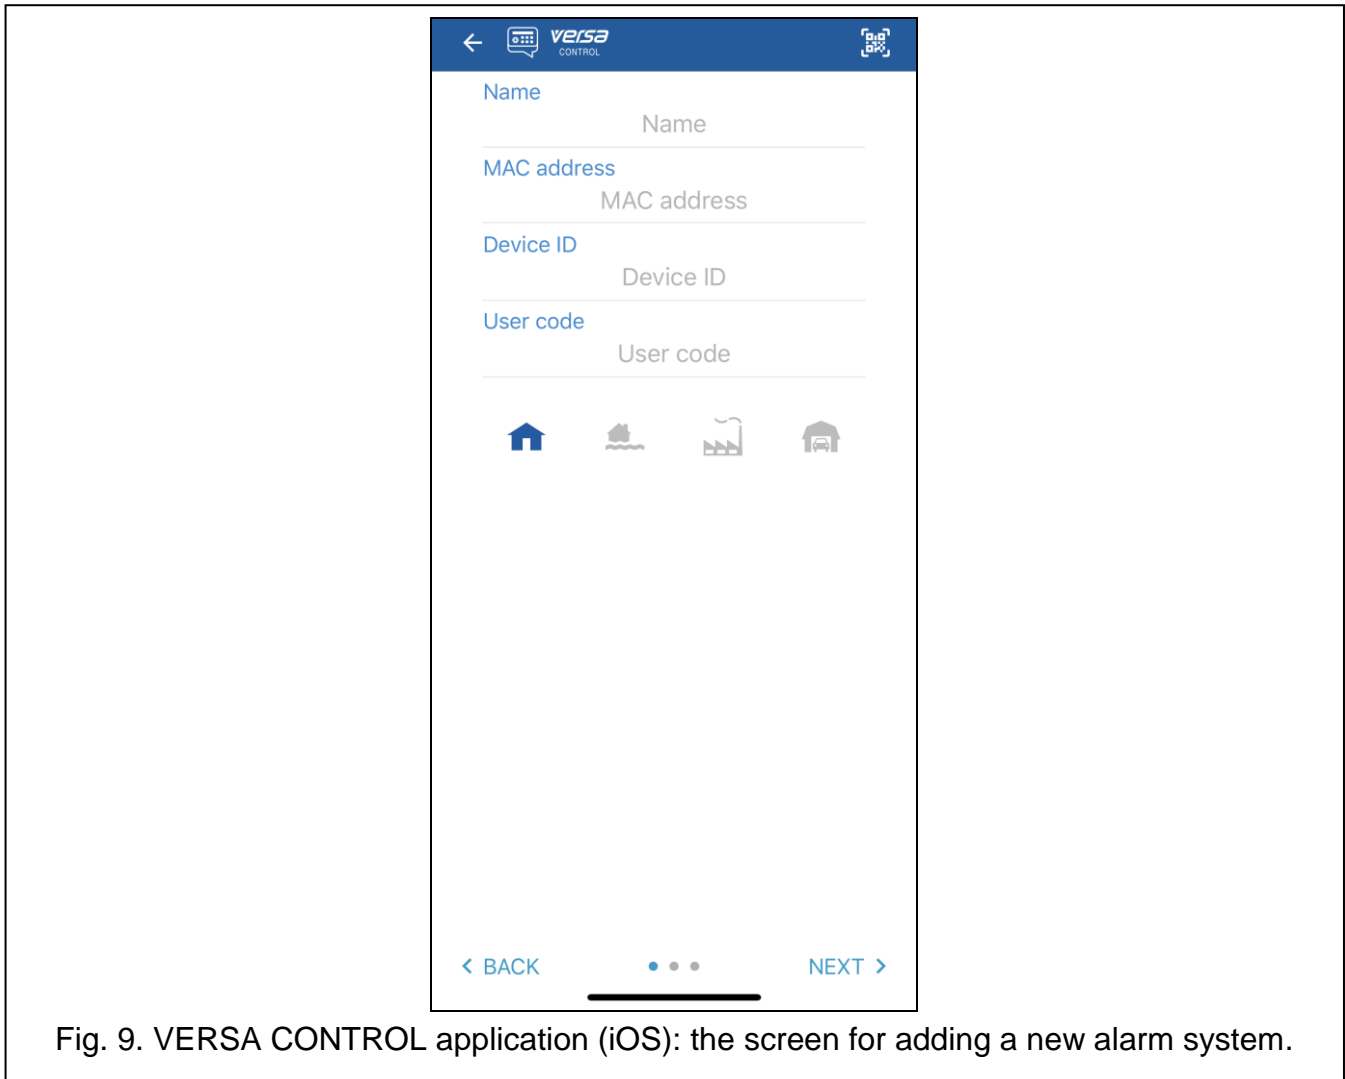 versa
CONTROL
Name
Name
MAC address
MAC address
Device ID
Device ID
User code
User code
BACK
NEXT
Fig. 9. VERSA CONTROL application (iOS): the screen for adding a new alarm system.